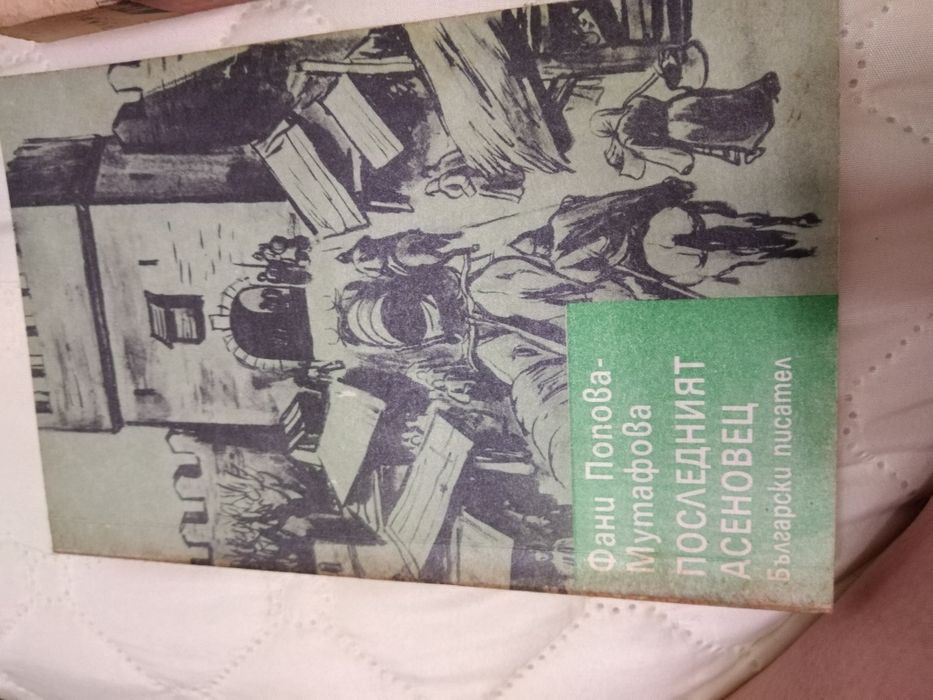 Фани Попова-
Мутафова
ПОСЛЕДНИЯТ
АСЕНОВЕЦ
Български писател